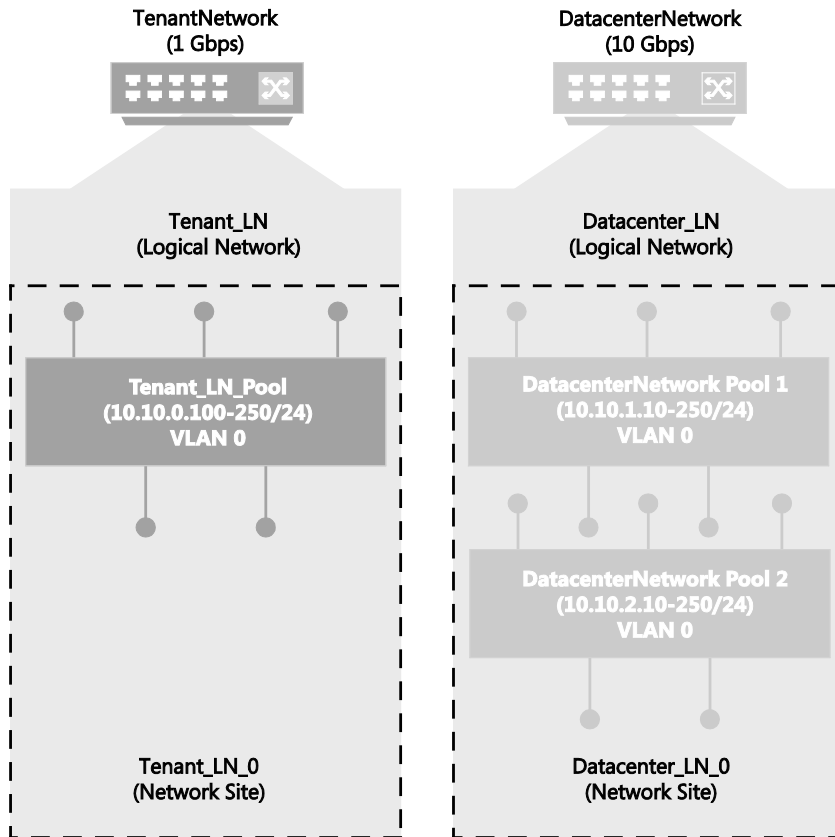 TenantNetwork
(1 Gbps)
Tenant_LN
(Logical Network)
Tenant_LN_Pool
(10.10.0.100-250/24)
VLAN 0
Tenant_LN_0
(Network Site)
DatacenterNetwork
(10 Gbps)
Datacenter_LN
(Logical Network)
DatacenterNetwork Pool 1
(10.10.1.10-250/24)
VLAN 0
DatacenterNetwork Pool 2
(10.10.2.10-250/24)
VLAN 0
Datacenter_LN_0
(Network Site)